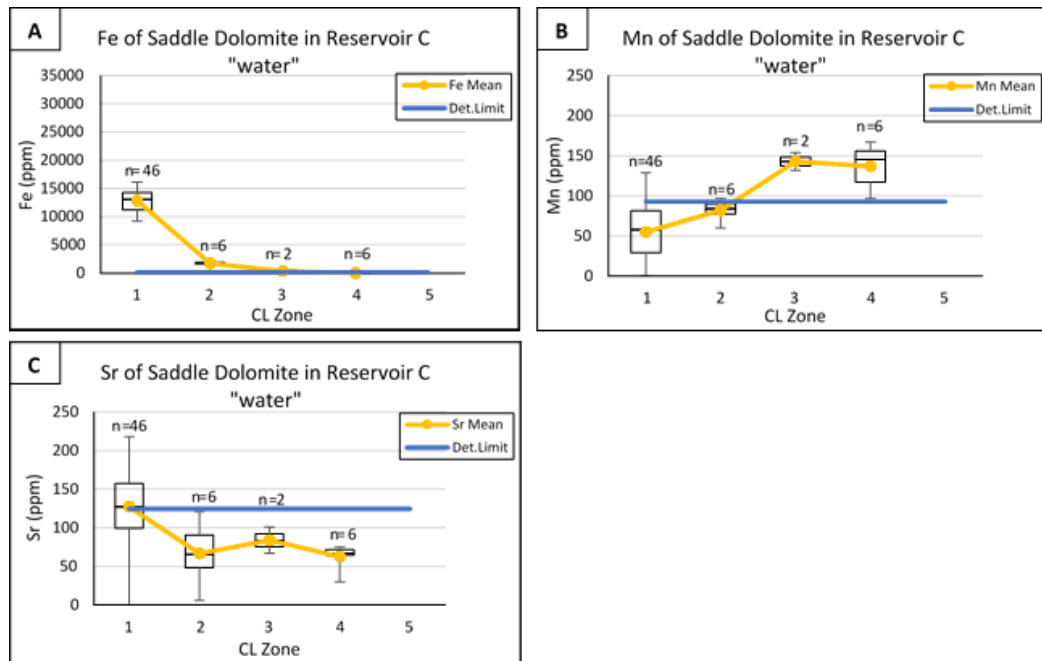 A
Fe of Saddle Dolomite in Reservoir C
"water"
Fe Mean
Det.Limit
35000
30000
25000
20000
15000
10000
5000
0
Fe (ppm)
n=46
n=6
n=2
n=6
1 2 3 4 5
CL Zone
B
Mn of Saddle Dolomite in Reservoir C
"water"
Mn Mean
Det.Limit
250
200
150
100
50
0
Mn (ppm)
n=46
n=6
n=2
n=6
1 2 3 4 5
CL Zone
C
Sr of Saddle Dolomite in Reservoir C
"water"
Sr Mean
Det.Limit
250
200
150
100
50
0
Sr (ppm)
n=46
n=6
n=2
n=6
1 2 3 4 5
CL Zone